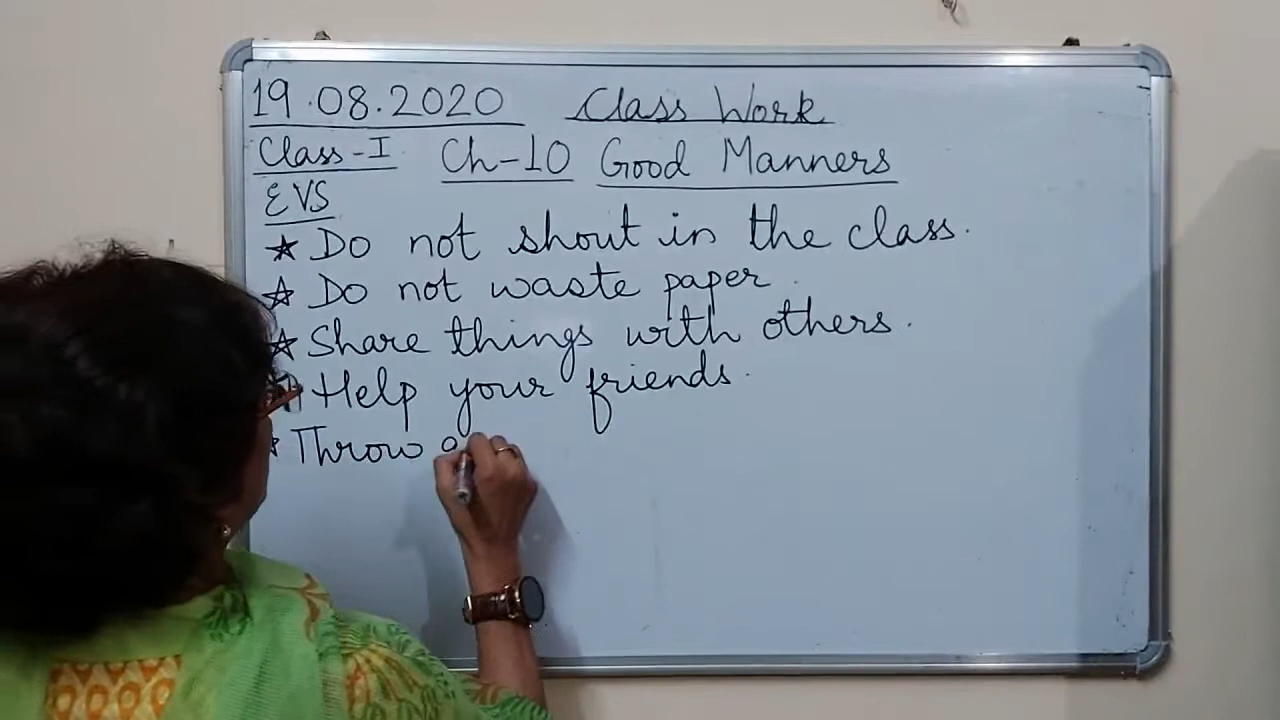 19.08.2020 Class Work
Class-I Ch-10 Good Manners
EVS
★ Do not shout in the class.
☆ Do not waste paper.
☆ Share things with others.
Help your friends.
☆ Throw